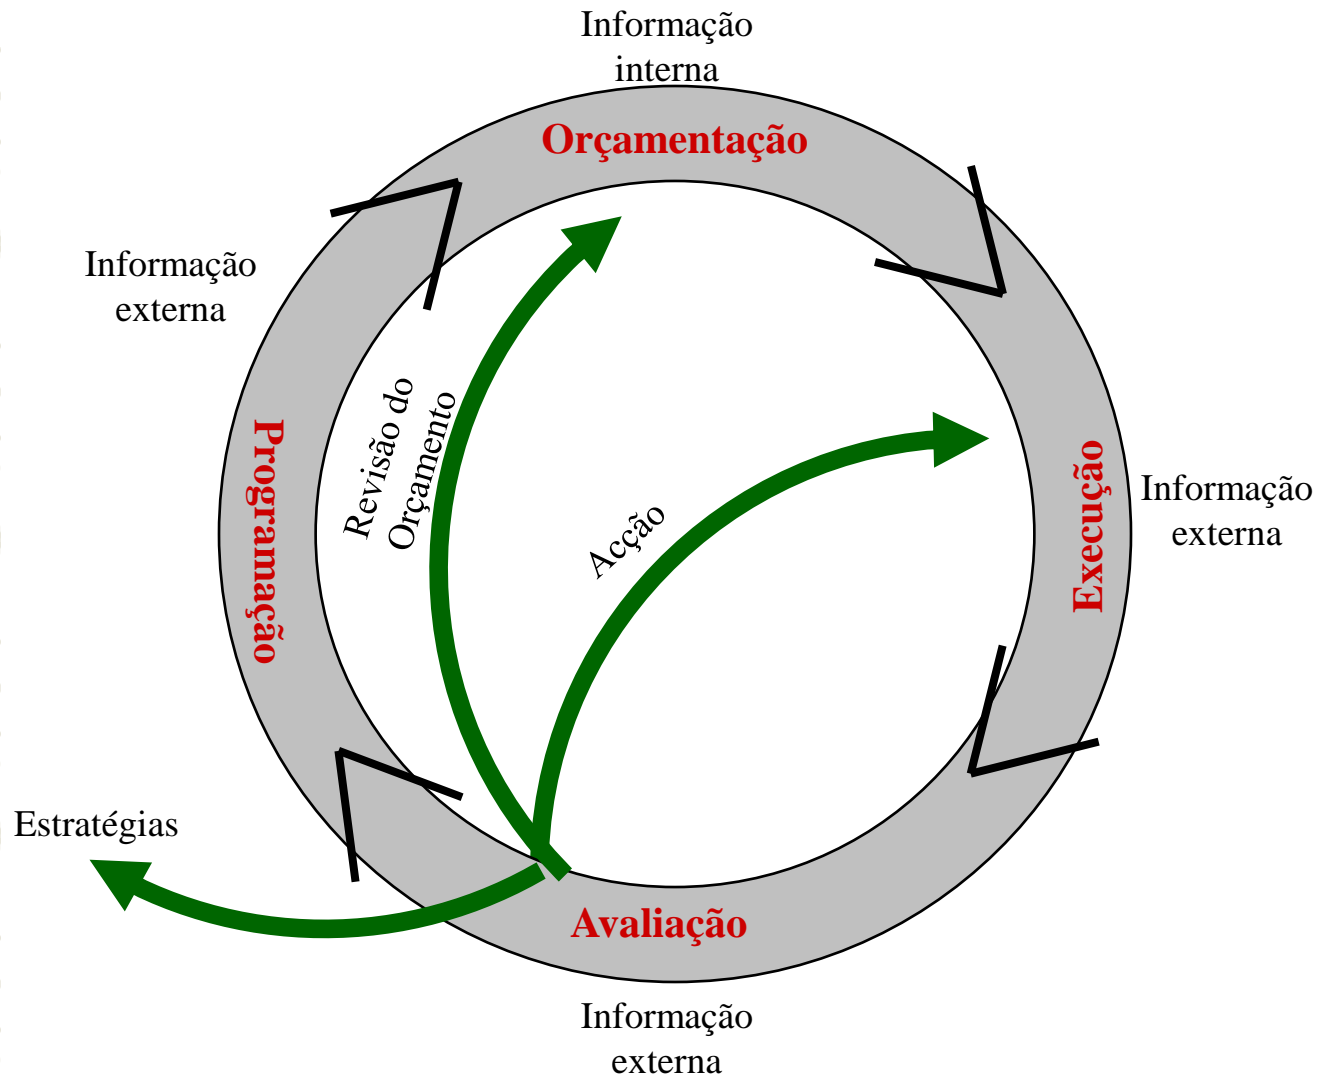 Informação
interna
Orçamentação
Informação
externa
Revisão do
Orçamento
Programação
Acção
Execução
Informação
externa
Estratégias
Avaliação
Informação
externa